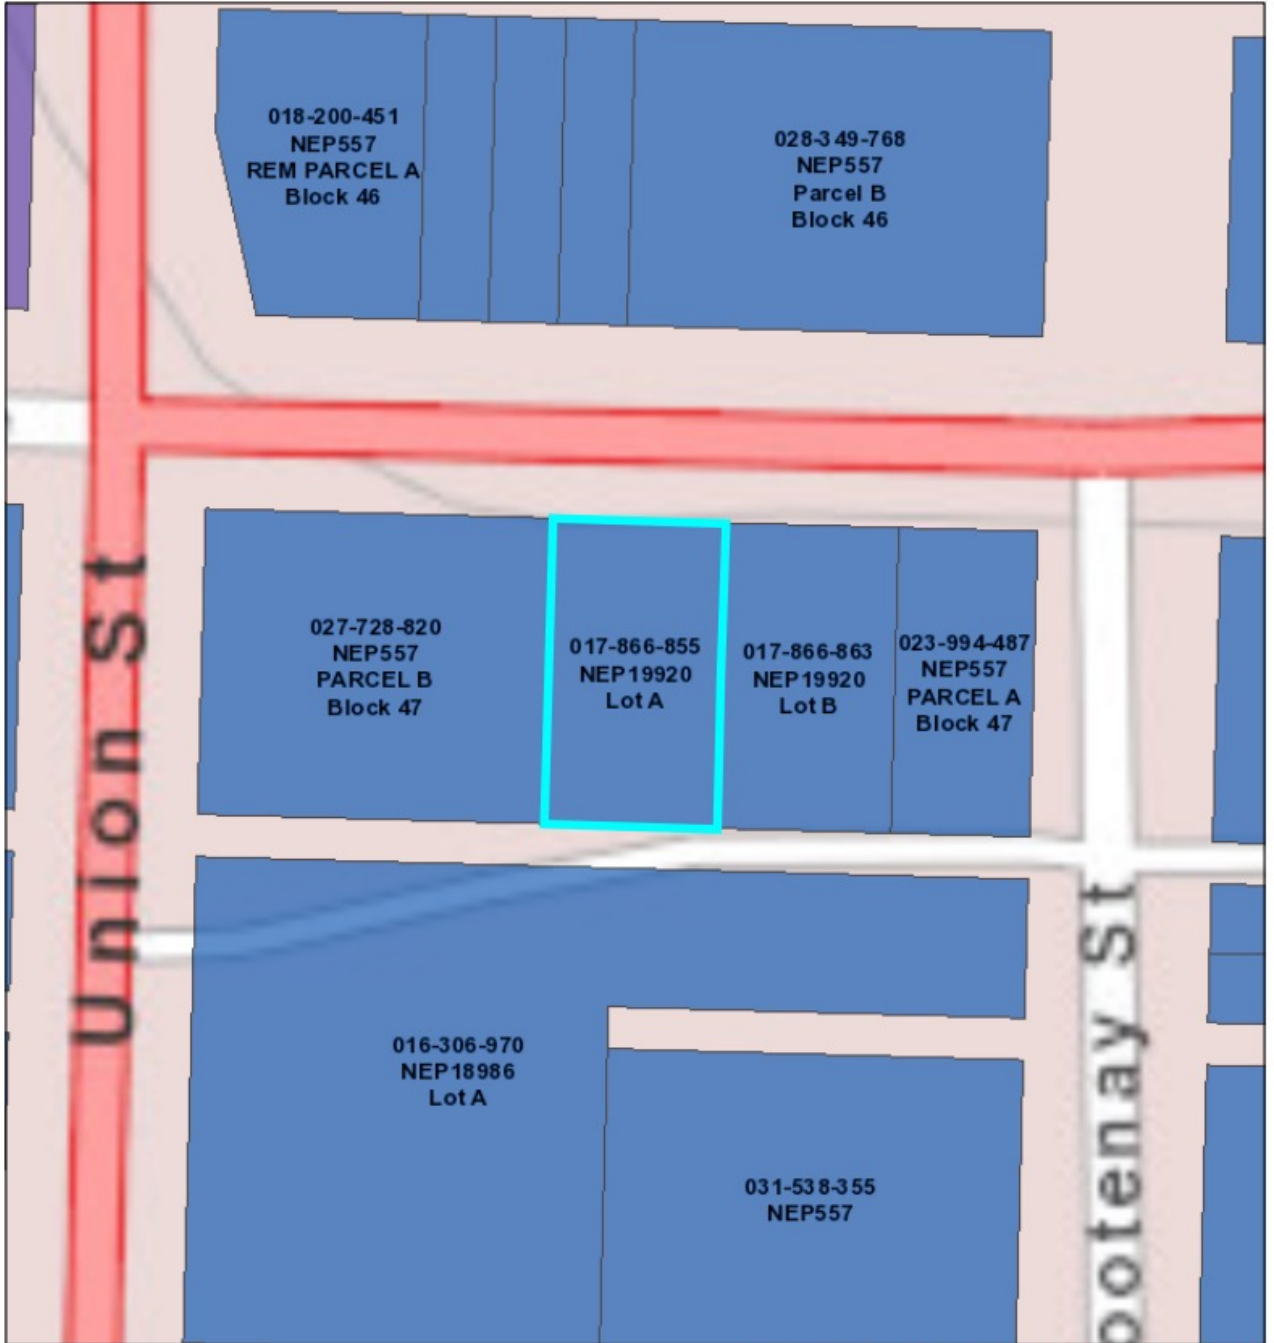 018-200-451
NEP557
REM PARCEL A
Block 46
028-349-768
NEP557
Parcel B
Block 46
Union St
027-728-820
NEP557
PARCEL B
Block 47
017-866-855
NEP19920
Lot A
017-866-863
NEP19920
Lot B
023-994-487
NEP557
PARCEL A
Block 47
016-306-970
NEP18986
Lot A
031-538-355
NEP557
ootenay St